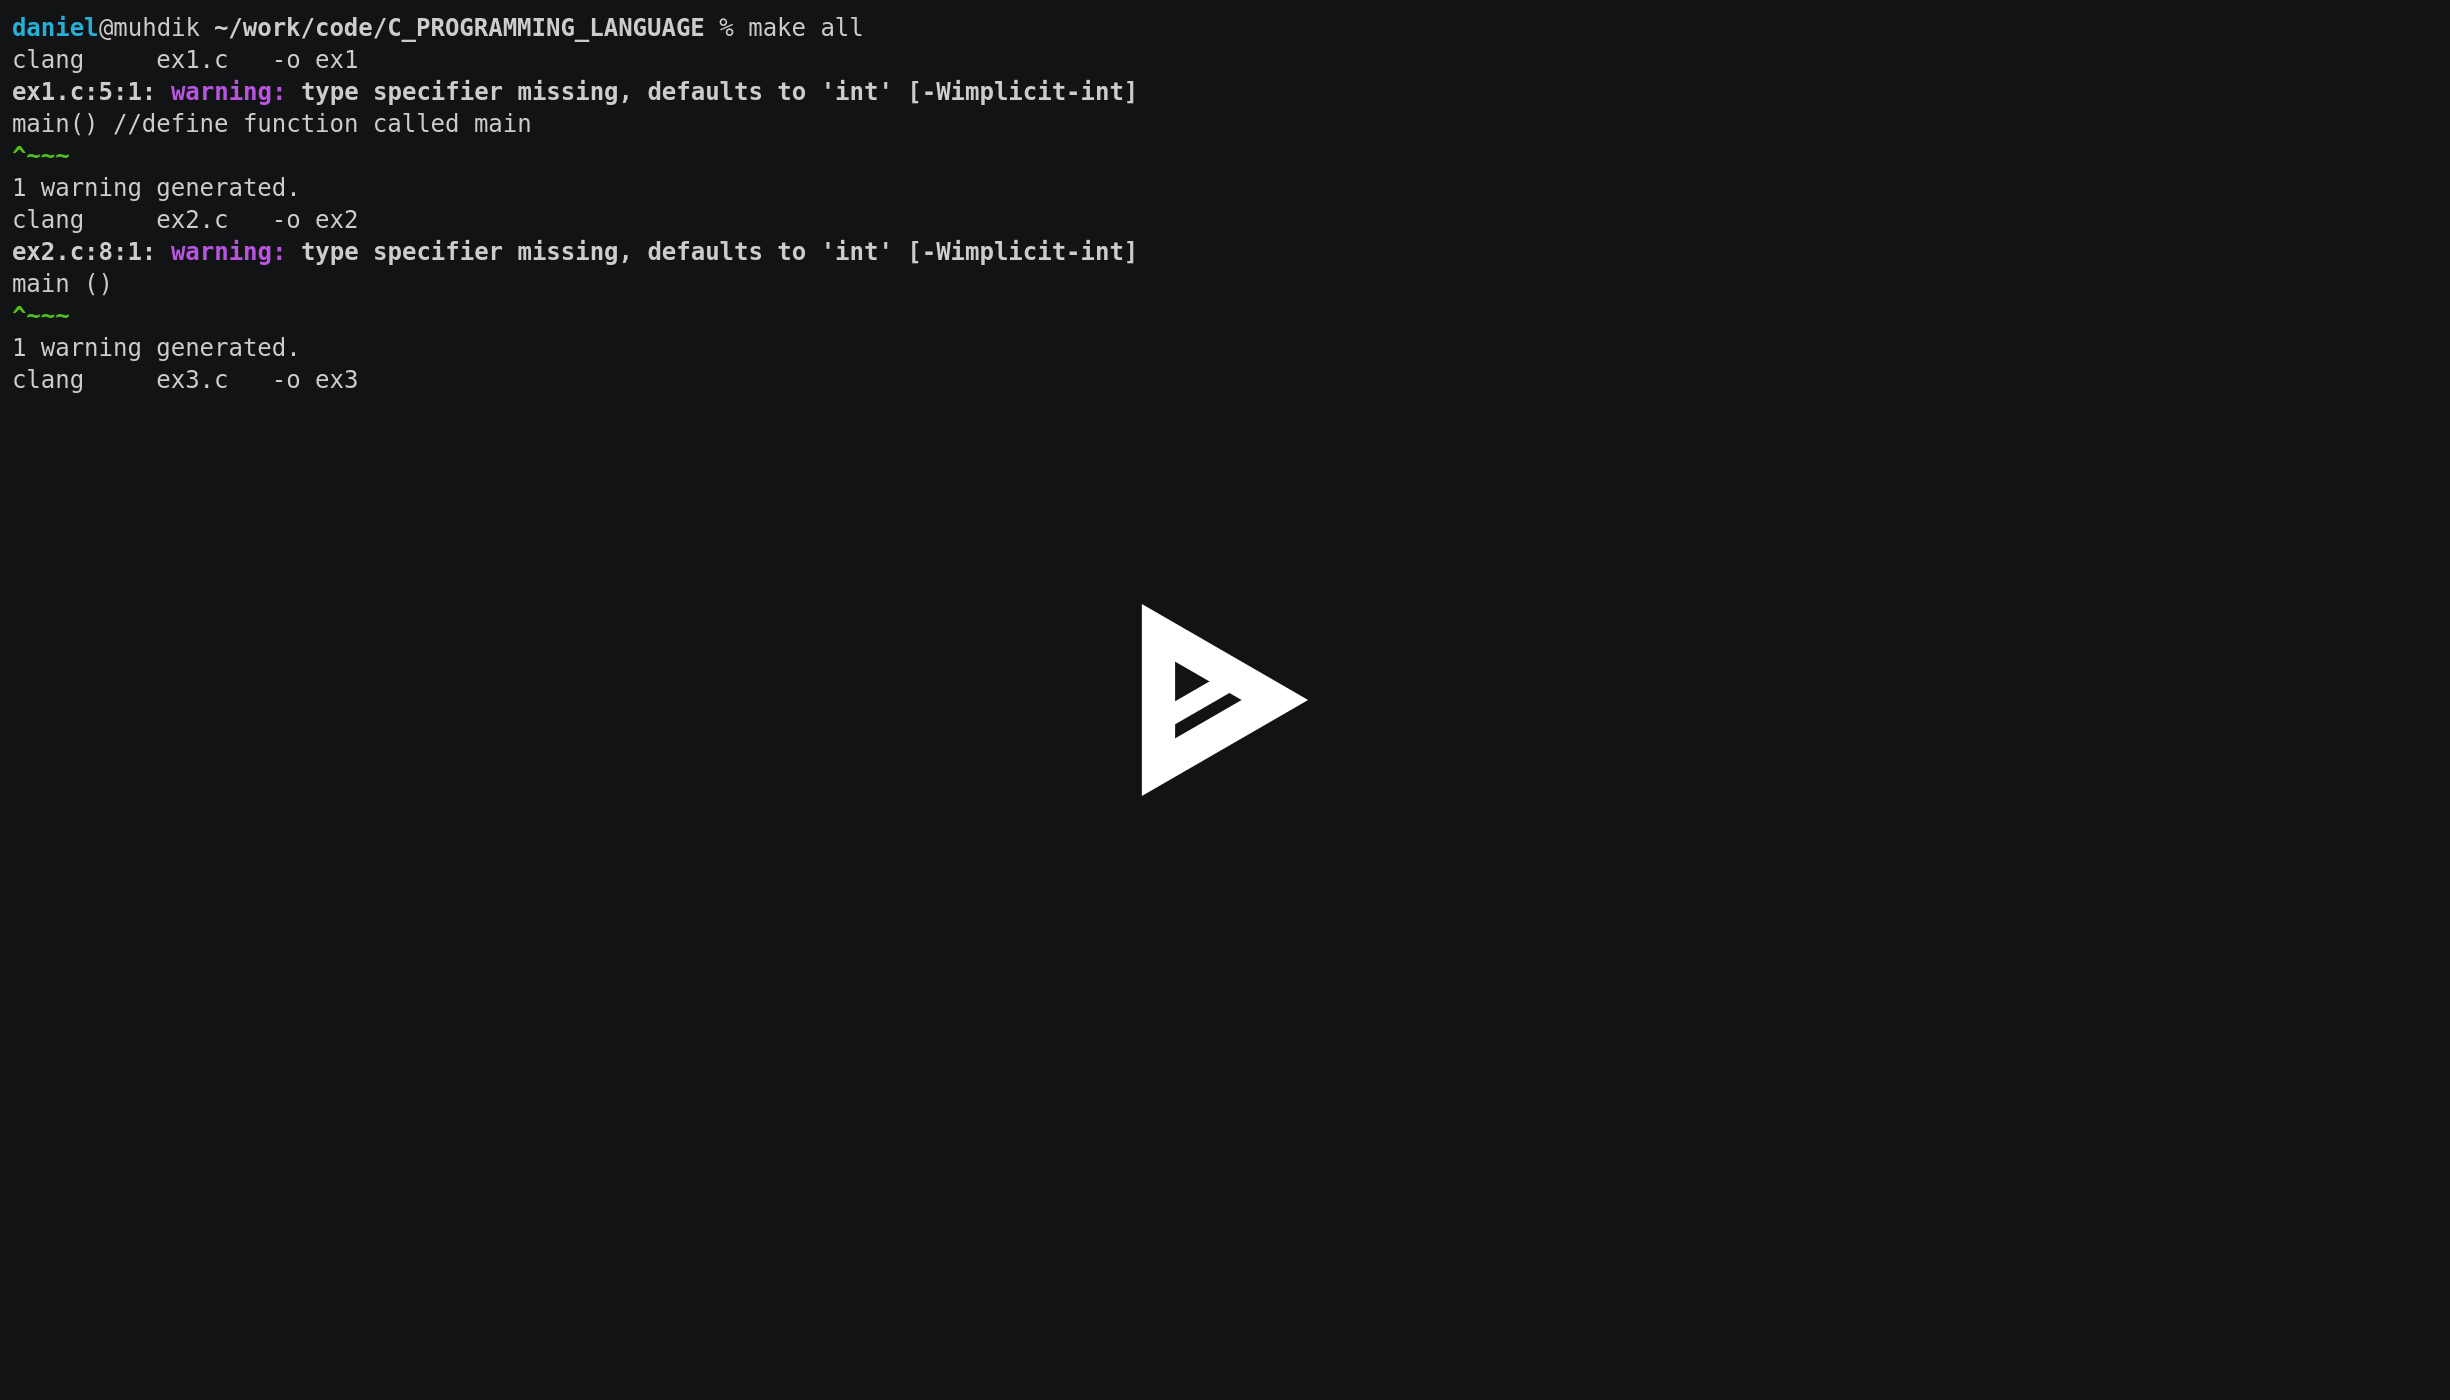 daniel@muhdik ~/work/code/C_PROGRAMMING_LANGUAGE % make all
clang     ex1.c   -o ex1
ex1.c:5:1: warning: type specifier missing, defaults to 'int' [-Wimplicit-int]
main() //define function called main
^~~~
1 warning generated.
clang     ex2.c   -o ex2
ex2.c:8:1: warning: type specifier missing, defaults to 'int' [-Wimplicit-int]
main ()
^~~~
1 warning generated.
clang     ex3.c   -o ex3